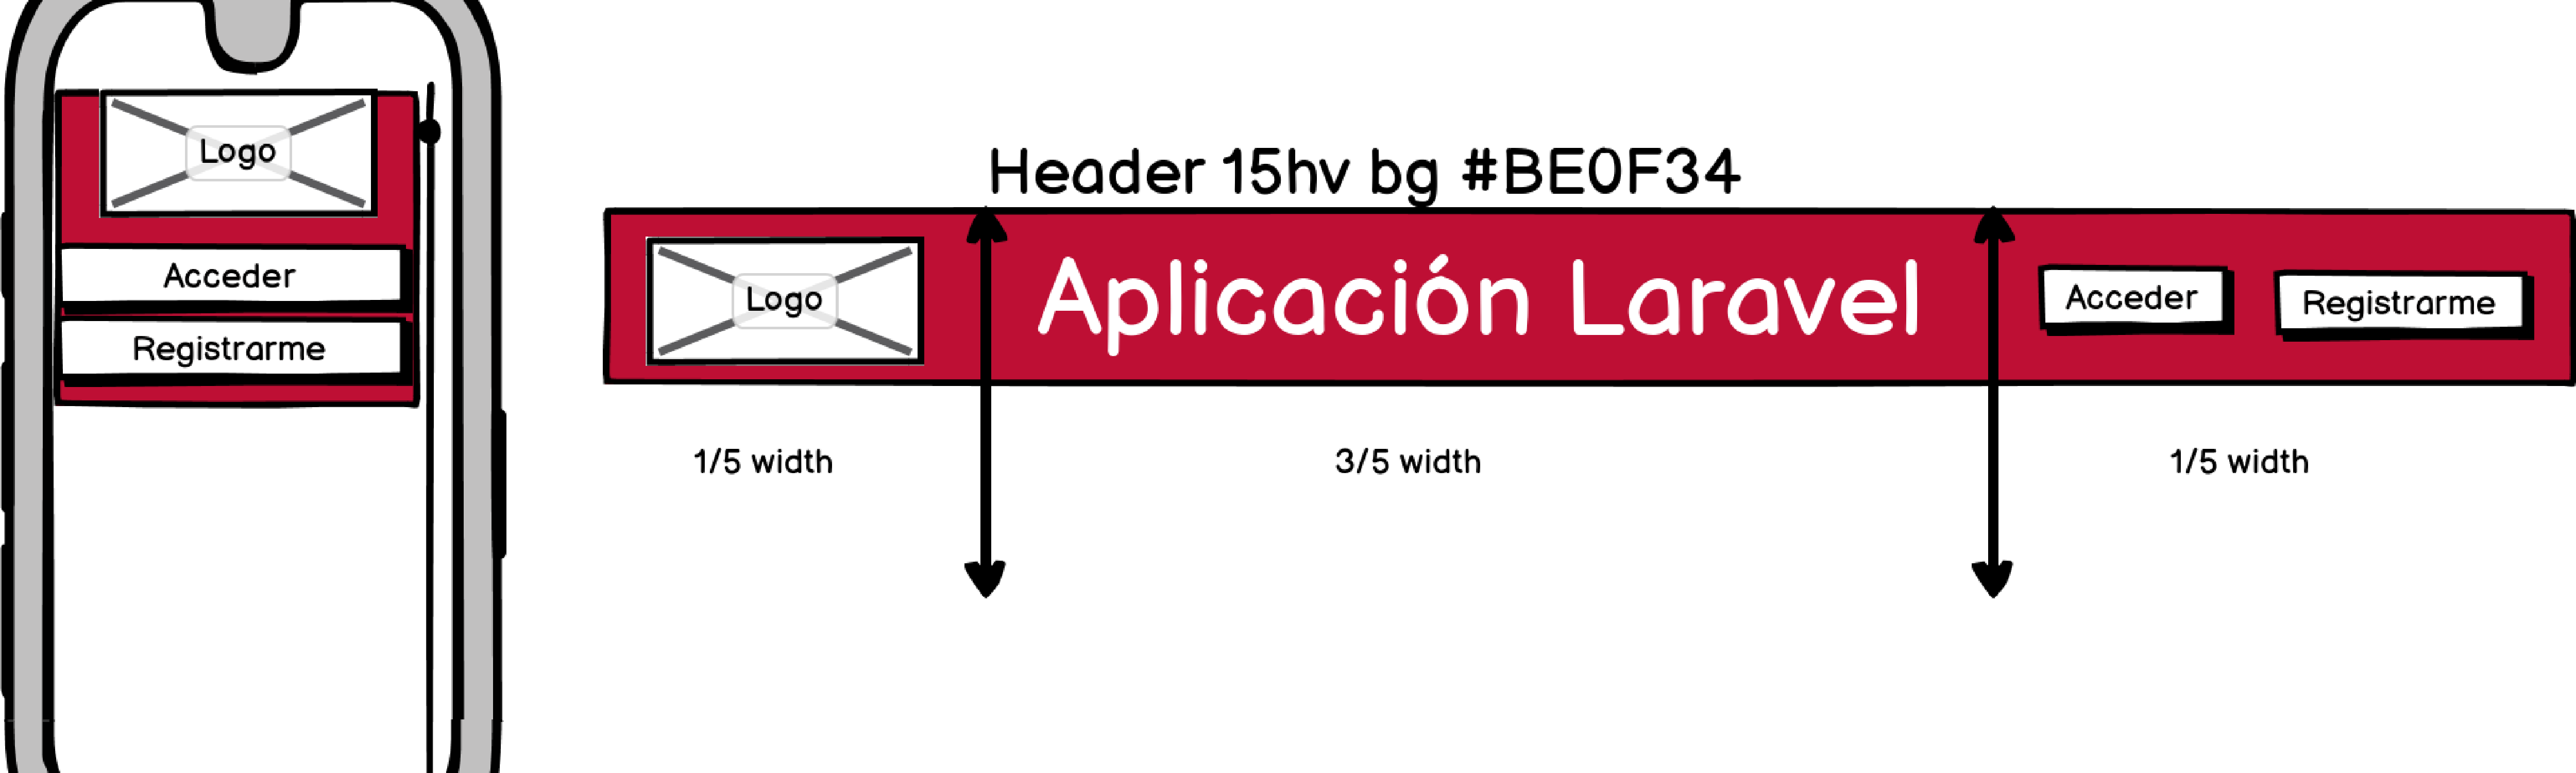 Logo
Acceder
Registrarme
Header 15hv bg #BE0F34
Logo
Aplicación Laravel
Acceder
Registrarme
1/5 width
3/5 width
1/5 width